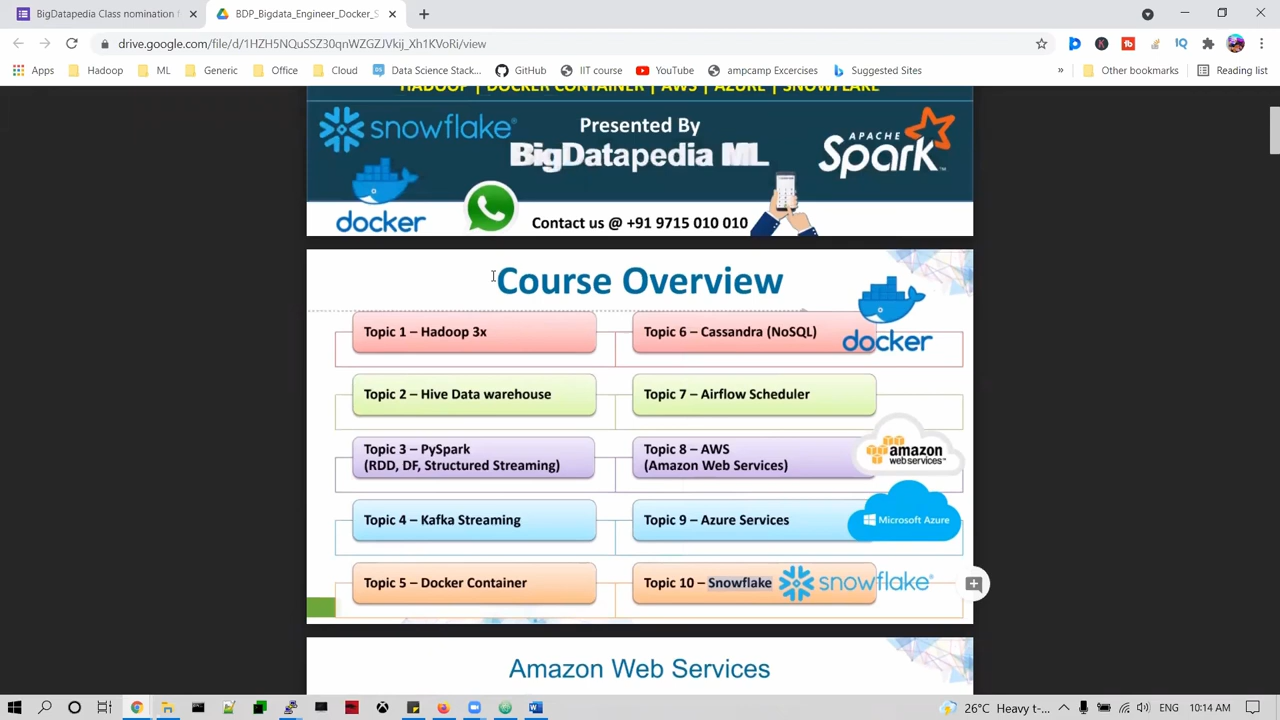 BigDatapedia Class nomination f
BDP_Bigdata_Engineer_Docker_S
drive.google.com/file/d/1HZH5NQuSSZ30qnWZGZJVkij_Xh1KVoRi/view
Apps
Hadoop
ML
Generic
Office
Cloud
Data Science Stack...
GitHub
IIT course
YouTube
ampcamp Excercises
Suggested Sites
»
Other bookmarks
Reading list
HADOOP | DOCKER CONTAINER | AWS | AZURE | SNOWFLAKE
snowflake®
Presented By
BigDatapedia ML
APACHE
Spark™
docker
Contact us @ +91 9715 010 010
Course Overview
Topic 1 – Hadoop 3x
Topic 6 – Cassandra (NoSQL)
docker
Topic 2 – Hive Data warehouse
Topic 7 – Airflow Scheduler
Topic 3 – PySpark
(RDD, DF, Structured Streaming)
Topic 8 – AWS
(Amazon Web Services)
amazon
webservices™
Topic 4 – Kafka Streaming
Topic 9 – Azure Services
Microsoft Azure
Topic 5 – Docker Container
Topic 10 – Snowflake
snowflake®
Amazon Web Services
26°C Heavy t...
10:14 AM